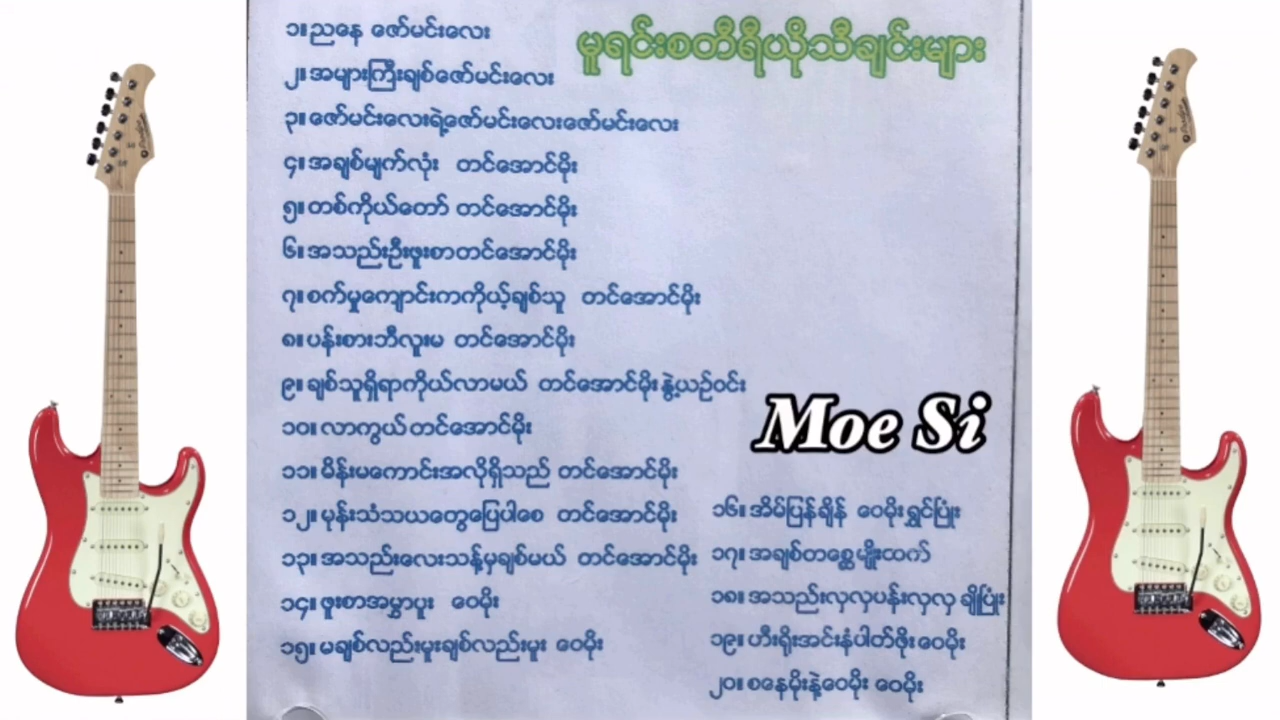 မူရင်းစတီရီယိုသီချင်းများ
၁။ ညနေ ဇော်မင်းလေး
၂။ အများကြီးချစ်ဇော်မင်းလေး
၃။ ဇော်မင်းလေးရဲ့ဇော်မင်းလေးဇော်မင်းလေး
၄။ အချစ်မျက်လုံး တင်အောင်မိုး
၅။ တစ်ကိုယ်တော် တင်အောင်မိုး
၆။ အသည်းဦးဖူးစာတင်အောင်မိုး
၇။ စက်မှုကျောင်းကကိုယ့်ချစ်သူ တင်အောင်မိုး
၈။ ပန်းစားဘီလူးမ တင်အောင်မိုး
၉။ ချစ်သူရှိရာကိုယ်လာမယ် တင်အောင်မိုး နွဲ့ယဉ်ဝင်း
၁၀။ လာကွယ် တင်အောင်မိုး
၁၁။ မိန်းမကောင်းအလိုရှိသည် တင်အောင်မိုး
၁၂။ မုန်းသံသယတွေပြေပါစေ တင်အောင်မိုး
၁၃။ အသည်းလေးသန့်မှချစ်မယ် တင်အောင်မိုး
၁၄။ ဖူးစာအမှာပူး ဝေမိုး
၁၅။ မချစ်လည်းမူးချစ်လည်းမူး ဝေမိုး
Moe Si
၁၆။ အိမ်ပြန်ချိန် ဝေမိုး ရွှင်ပြုံး
၁၇။ အချစ်တစ္ဆေမျိုးထက်
၁၈။ အသည်းလှလှပန်းလှလှ ချိုပြုံး
၁၉။ ဟီးရိုးအင်းနံပါတ်ဖိုး ဝေမိုး
၂၀။ စနေမိုးနဲ့ဝေမိုး ဝေမိုး